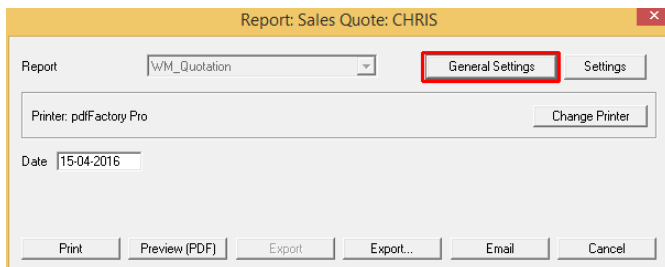 Report: Sales Quote: CHRIS
Report WM_Quotation General Settings Settings
Printer: pdfFactory Pro Change Printer
Date 15-04-2016
Print Preview (PDF) Export Export... Email Cancel